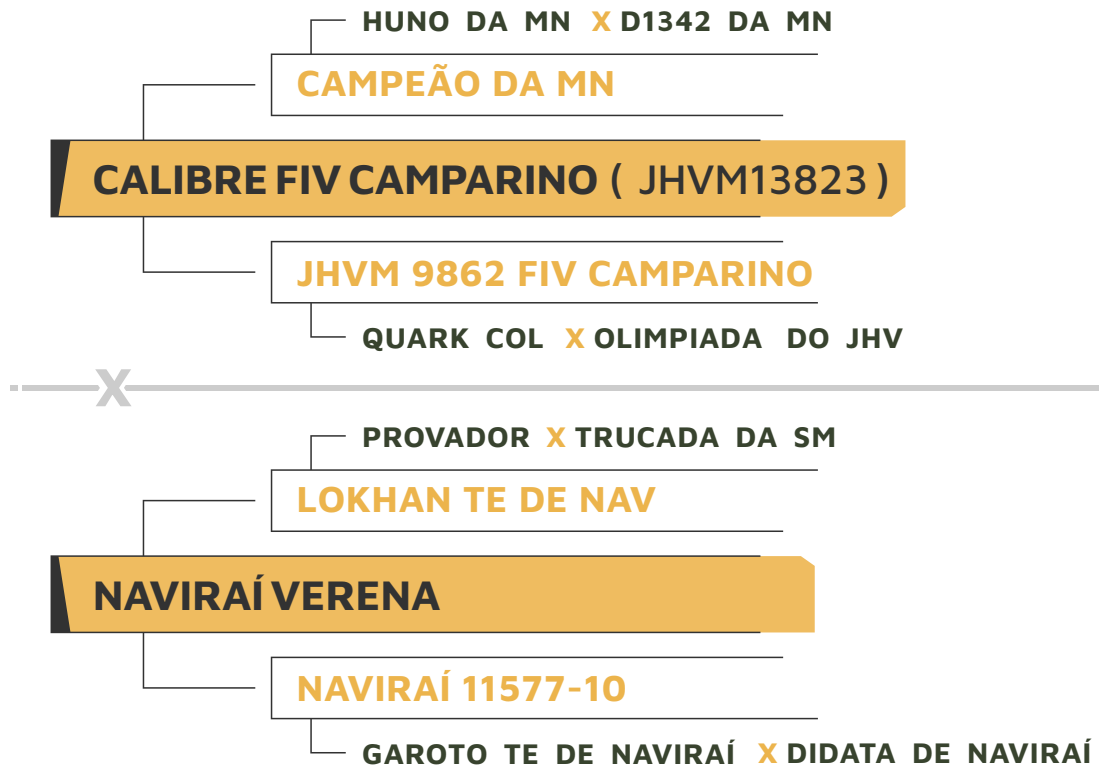 HUNO DA MN X D1342 DA MN
CAMPEÃO DA MN
CALIBRE FIV CAMPARINO ( JHVM13823 )
JHVM 9862 FIV CAMPARINO
QUARK COL X OLIMPIADA DO JHV
X
PROVADOR X TRUCADA DA SM
LOKHAN TE DE NAV
NAVIRAÍ VERENA
NAVIRAÍ 11577-10
GAROTO TE DE NAVIRAÍ X DIDATA DE NAVIRAÍ